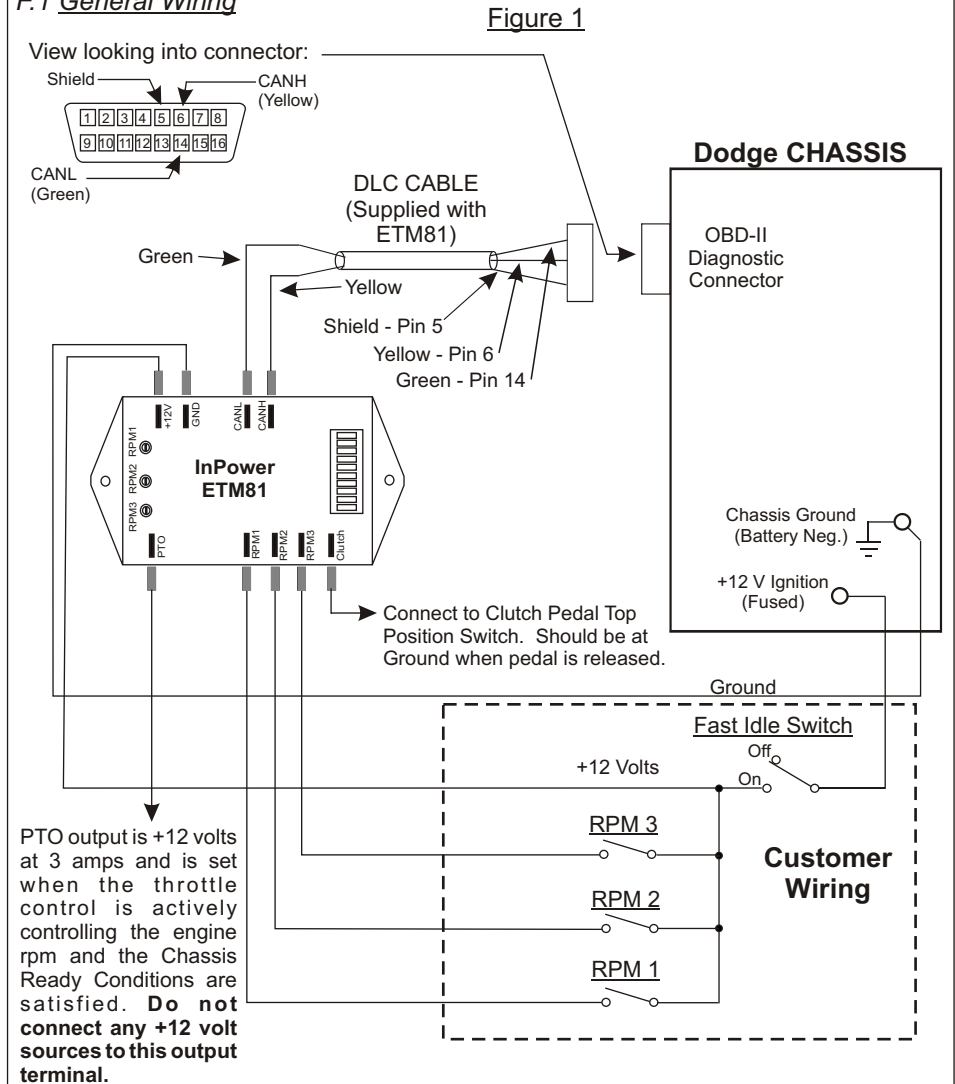 F.1 General Wiring
Figure 1
View looking into connector:
Shield
CANH
(Yellow)
1 2 3 4 5 6 7 8
9 10 11 12 13 14 15 16
CANL
(Green)
Dodge CHASSIS
DLC CABLE
(Supplied with
ETM81)
OBD-II
Diagnostic
Connector
Green
Yellow
Shield - Pin 5
Yellow - Pin 6
Green - Pin 14
+12V
GND
CANL
CANH
RPM1
RPM2
RPM3
InPower
ETM81
PTO
RPM1
RPM2
RPM3
Clutch
Chassis Ground
(Battery Neg.)
+12 V Ignition
(Fused)
Connect to Clutch Pedal Top
Position Switch. Should be at
Ground when pedal is released.
Ground
Fast Idle Switch
Off
On
+12 Volts
RPM 3
RPM 2
RPM 1
Customer
Wiring
PTO output is +12 volts
at 3 amps and is set
when the throttle
control is actively
controlling the engine
rpm and the Chassis
Ready Conditions are
satisfied. Do not
connect any +12 volt
sources to this output
terminal.